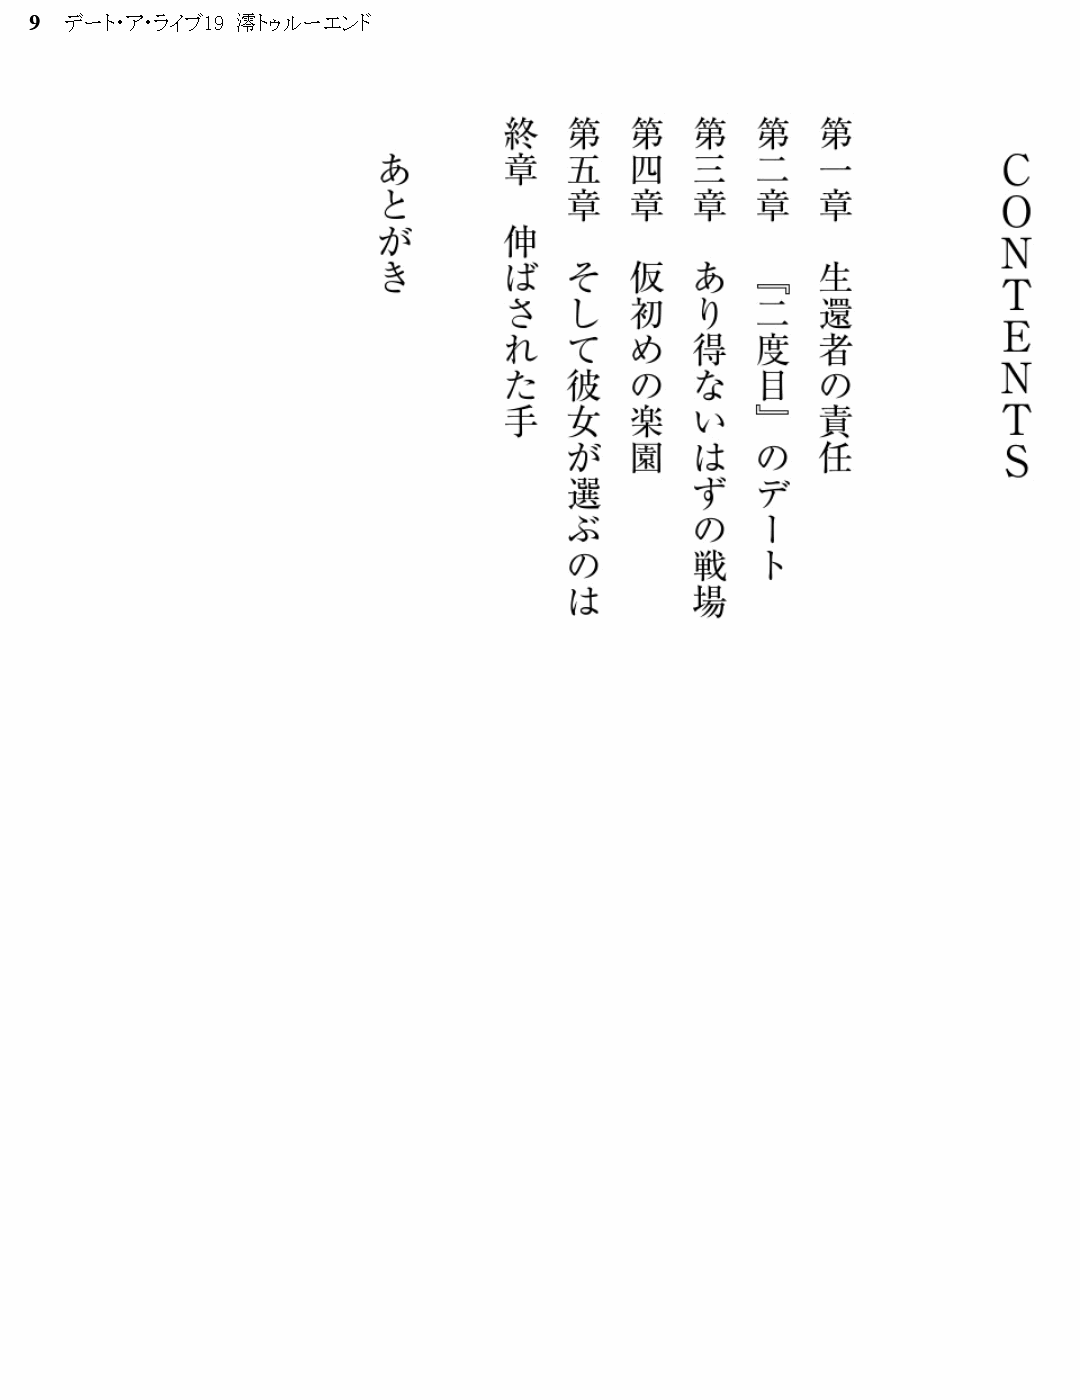 9 デート・ア・ライブ19 澪トゥルーエンド
CONTENTS
第一章　生還者の責任
第二章　『二度目』のデート
第三章　あり得ないはずの戦場
第四章　仮初めの楽園
第五章　そして彼女が選ぶのは
終章　伸ばされた手
あとがき